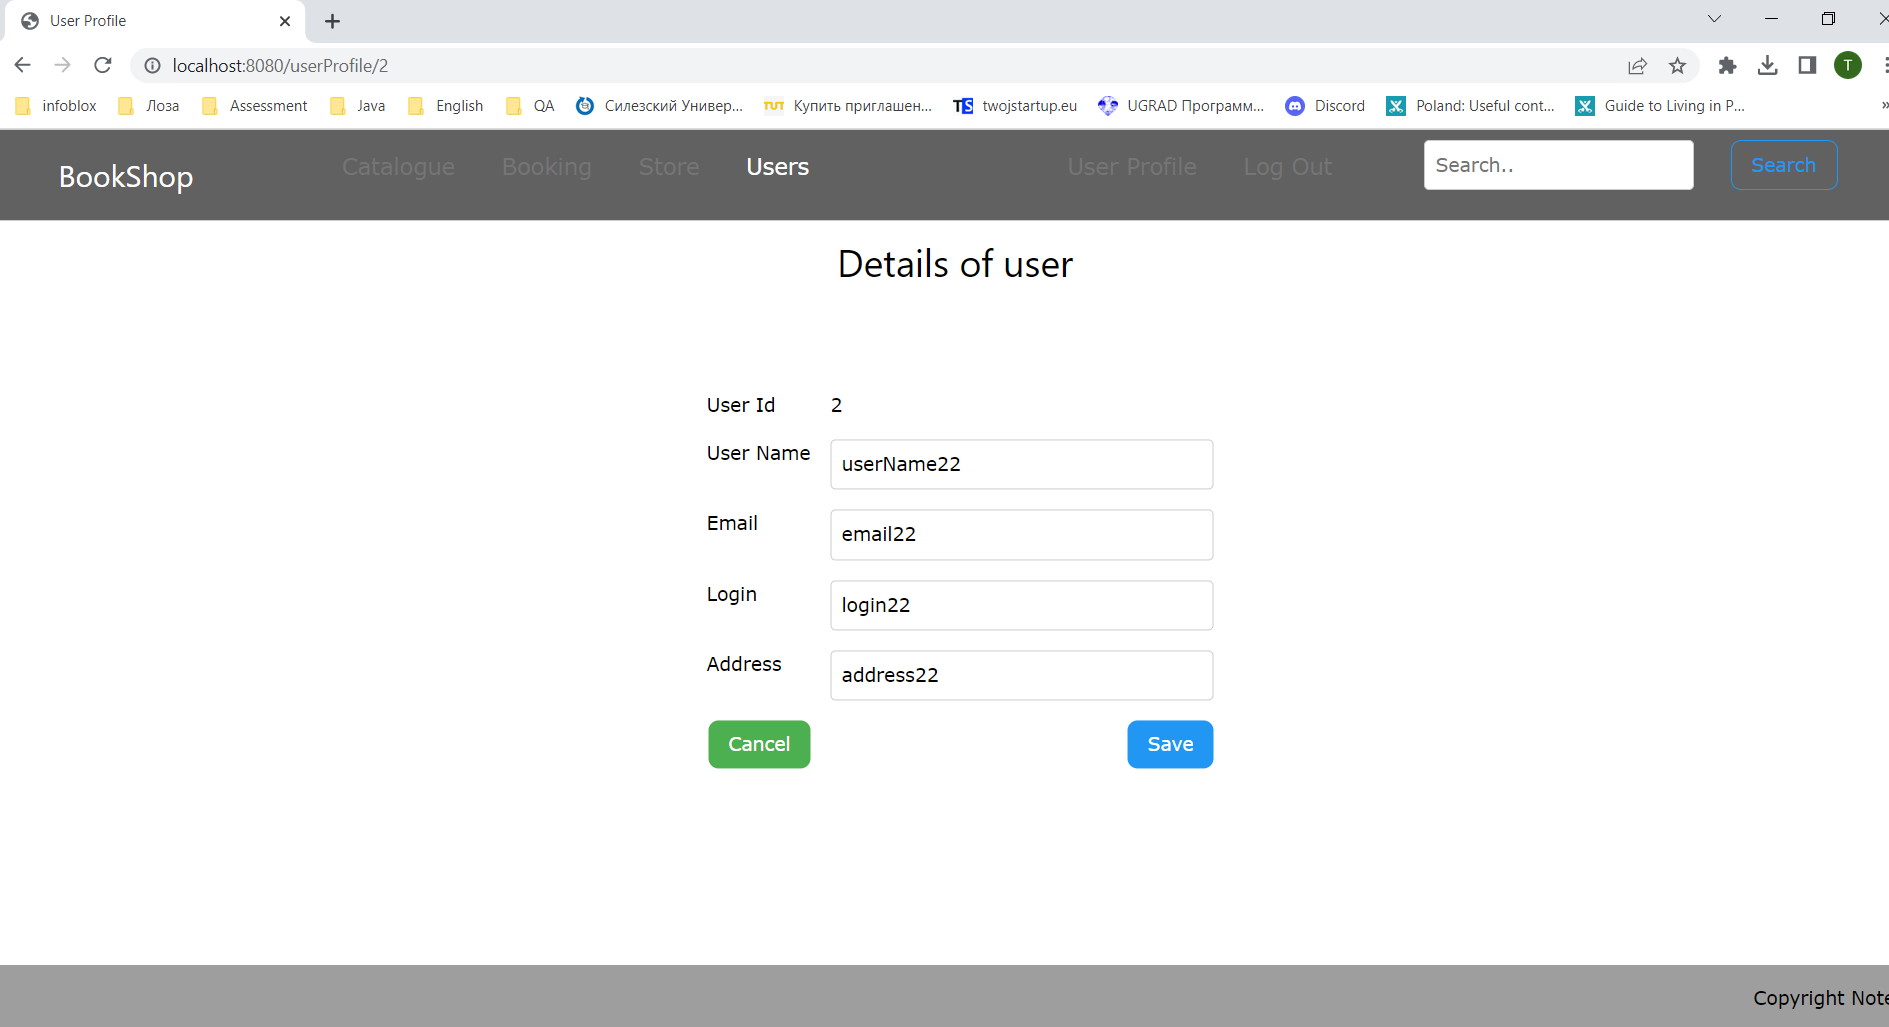 User Profile
localhost:8080/userProfile/2
T
infoblox Лоза Assessment Java English QA Силезский Универ... TUT Купить приглашен... TS twojstartup.eu UGRAD Программ... Discord Poland: Useful cont... Guide to Living in P... »
BookShop Catalogue Booking Store Users User Profile Log Out Search.. Search
Details of user
User Id 2
User Name userName22
Email email22
Login login22
Address address22
Cancel Save
Copyright Note